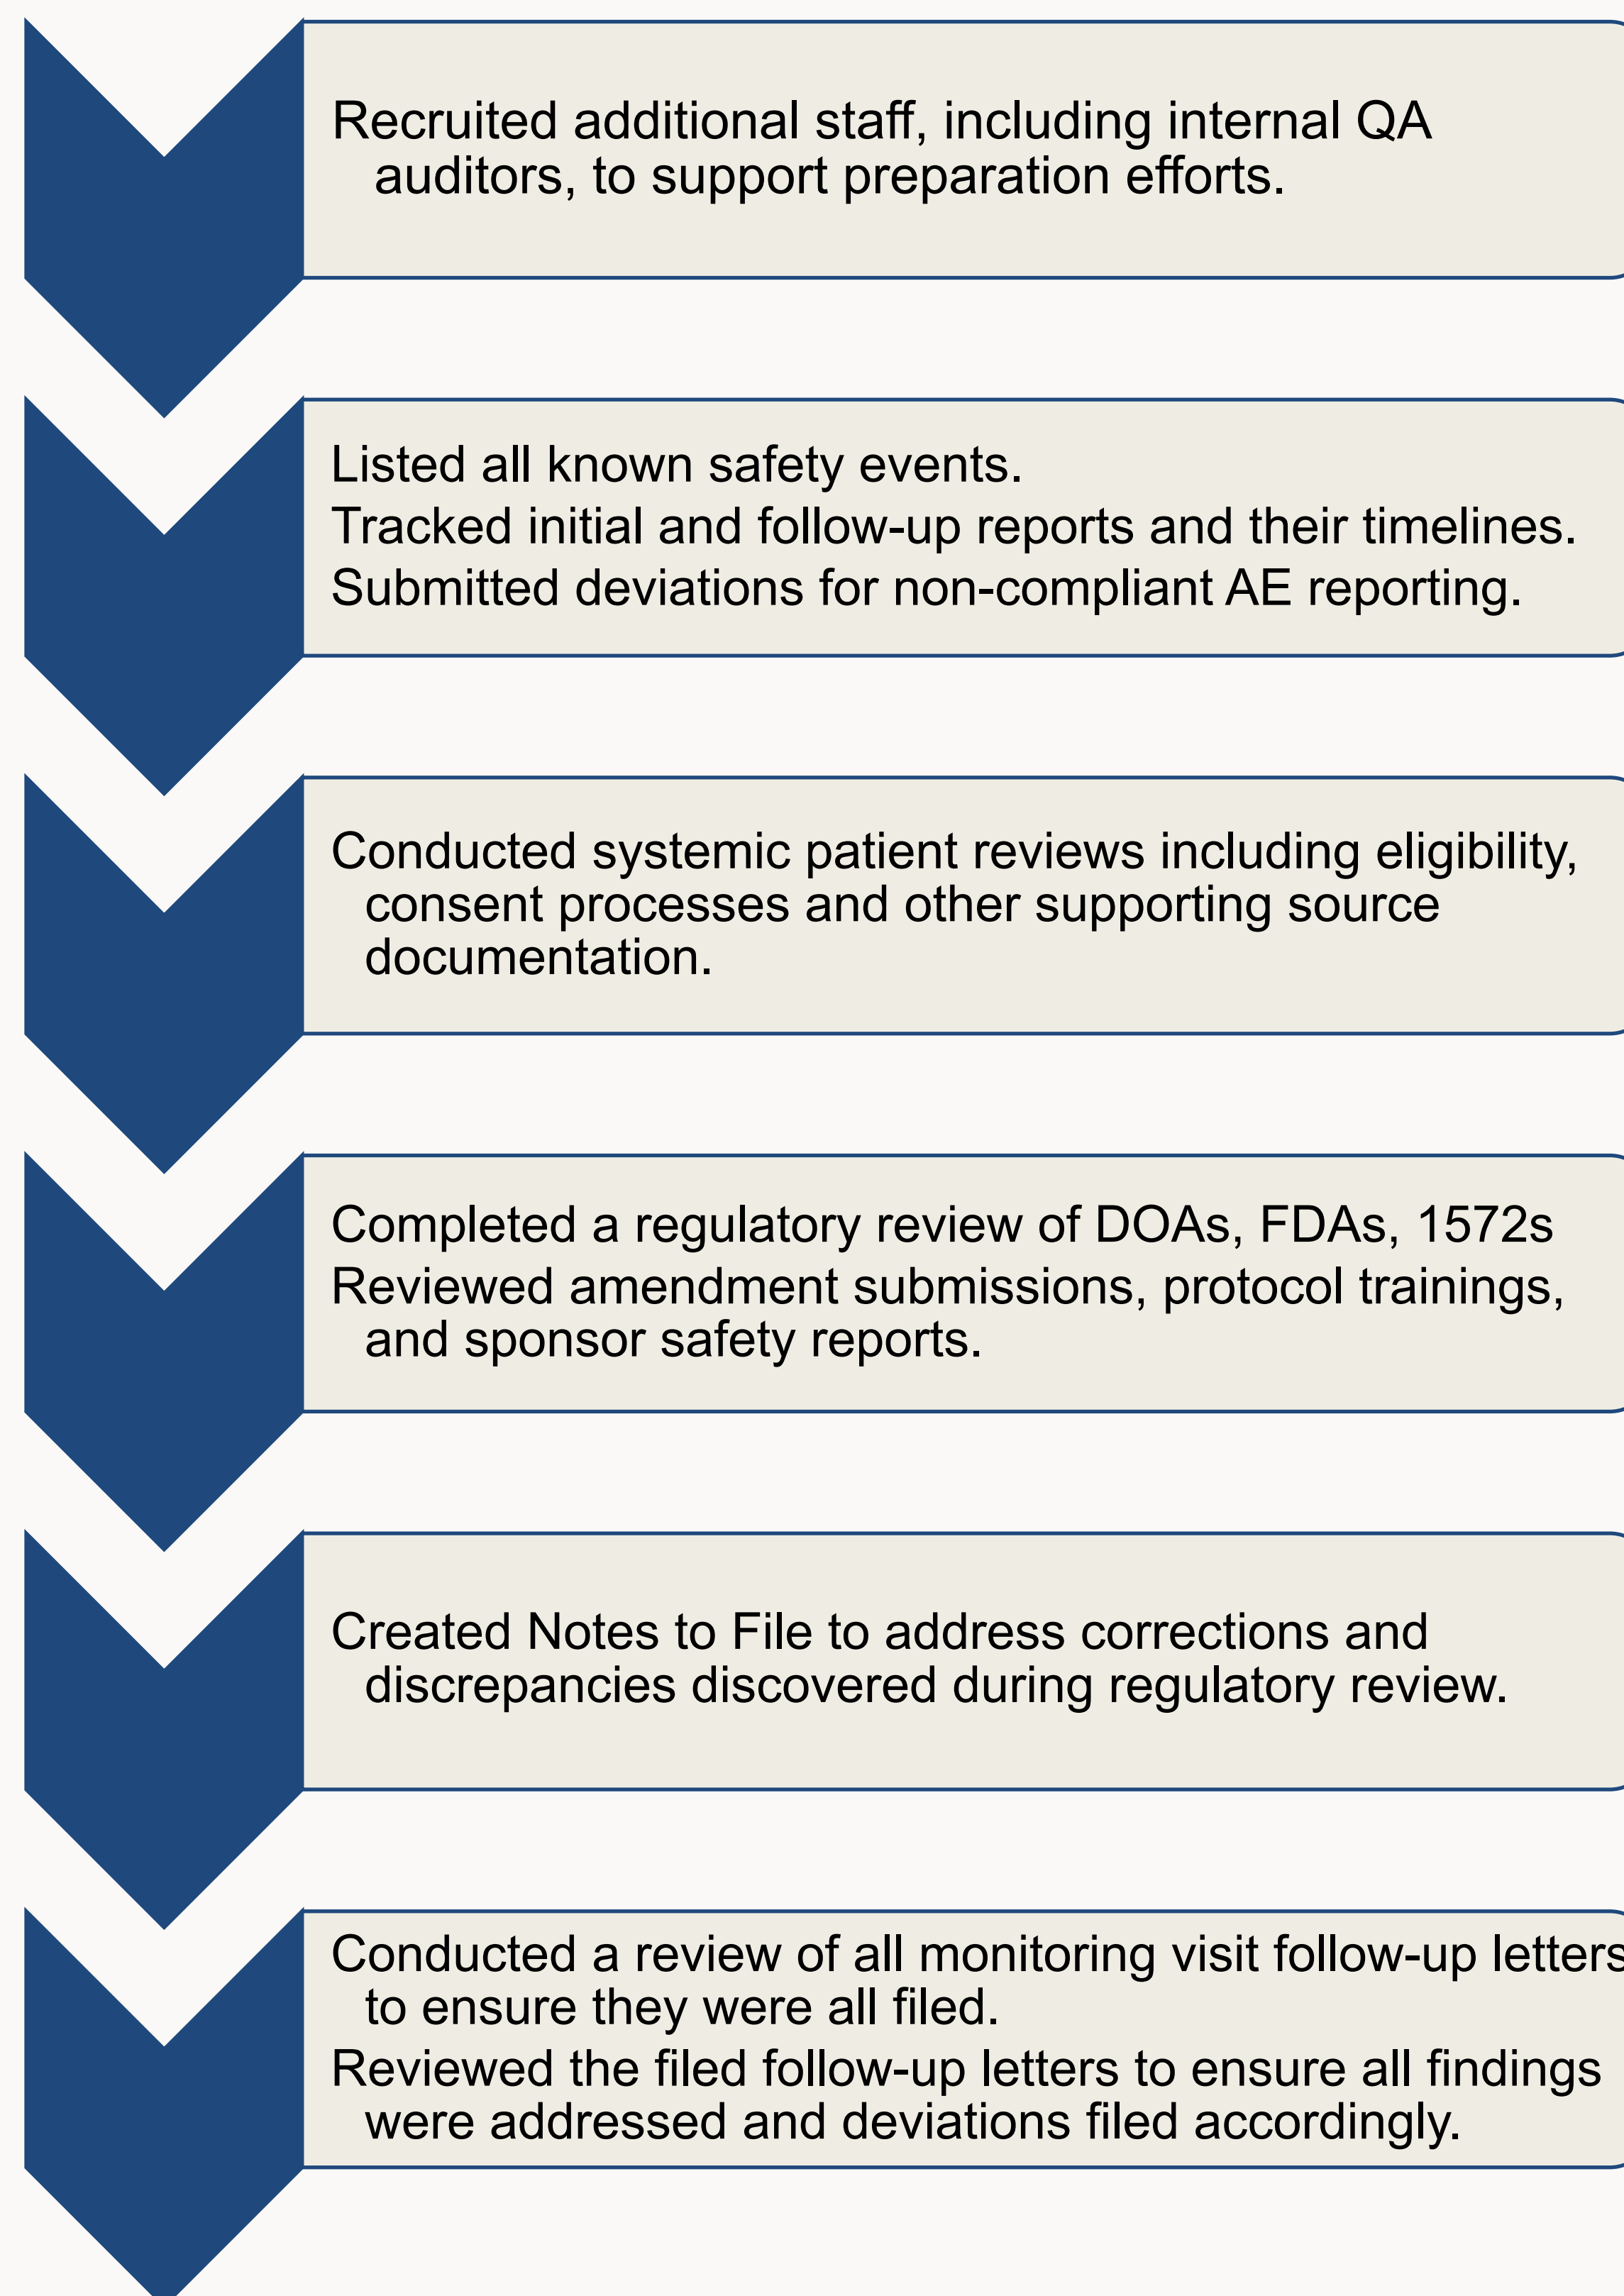 Recruited additional staff, including internal QA
auditors, to support preparation efforts.
Listed all known safety events.
Tracked initial and follow-up reports and their timelines.
Submitted deviations for non-compliant AE reporting.
Conducted systemic patient reviews including eligibility,
consent processes and other supporting source
documentation.
Completed a regulatory review of DOAs, FDAs, 1572s
Reviewed amendment submissions, protocol trainings,
and sponsor safety reports.
Created Notes to File to address corrections and
discrepancies discovered during regulatory review.
Conducted a review of all monitoring visit follow-up letters
to ensure they were all filed.
Reviewed the filed follow-up letters to ensure all findings
were addressed and deviations filed accordingly.